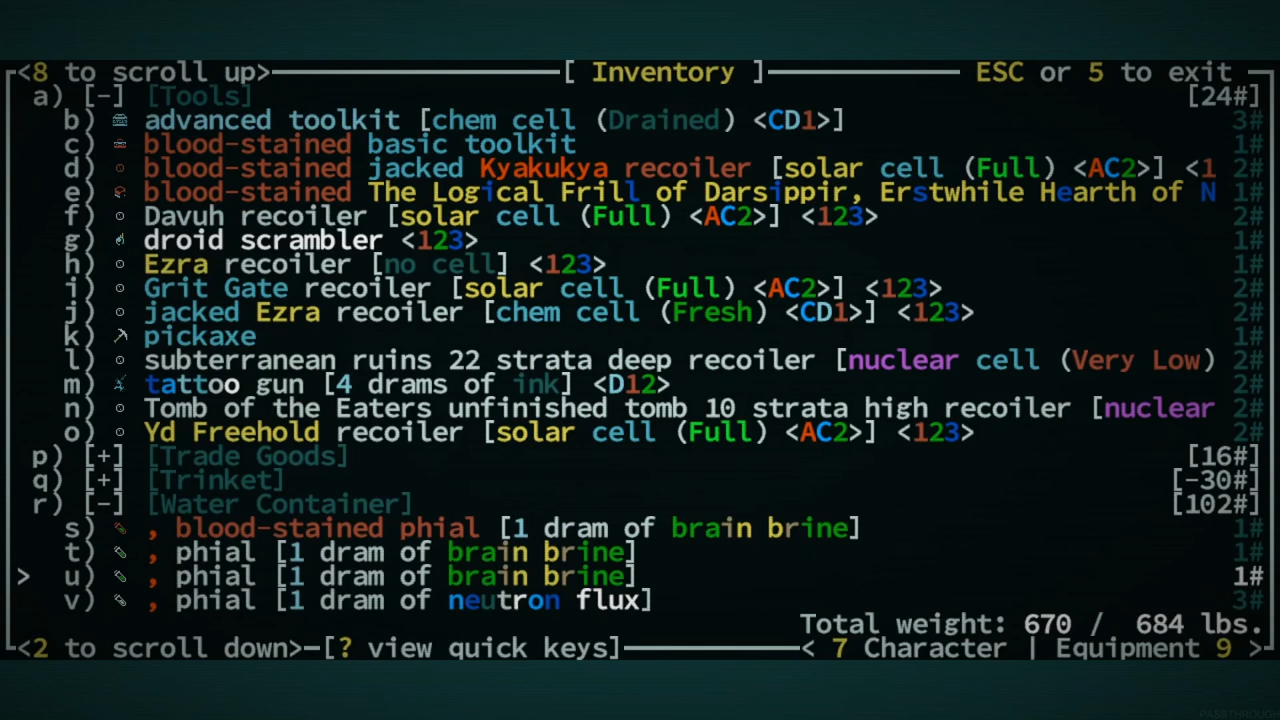 <8 to scroll up> [ Inventory ] ESC or 5 to exit
a) [-] [Tools] [24#]
b) advanced toolkit [chem cell (Drained) <CD1>] 3#
c) blood-stained basic toolkit 1#
d) blood-stained jacked Kyakukya recoiler [solar cell (Full) <AC2>] <1 2#
e) blood-stained The Logical Frill of Darsippir, Erstwhile Hearth of N 1#
f) Davuh recoiler [solar cell (Full) <AC2>] <123> 2#
g) droid scrambler <123> 1#
h) Ezra recoiler [no cell] <123> 1#
i) Grit Gate recoiler [solar cell (Full) <AC2>] <123> 2#
j) jacked Ezra recoiler [chem cell (Fresh) <CD1>] <123> 2#
k) pickaxe 1#
l) subterranean ruins 22 strata deep recoiler [nuclear cell (Very Low) 2#
m) tattoo gun [4 drams of ink] <D12> 2#
n) Tomb of the Eaters unfinished tomb 10 strata high recoiler [nuclear 2#
o) Yd Freehold recoiler [solar cell (Full) <AC2>] <123> 2#
p) [+] [Trade Goods] [16#]
q) [+] [Trinket] [-30#]
r) [-] [Water Container] [102#]
s) , blood-stained phial [1 dram of brain brine] 1#
t) , phial [1 dram of brain brine] 1#
> u) , phial [1 dram of brain brine] 1#
v) , phial [1 dram of neutron flux] 3#
Total weight: 670 / 684 lbs.
<2 to scroll down> [? view quick keys] < 7 Character | Equipment 9 >